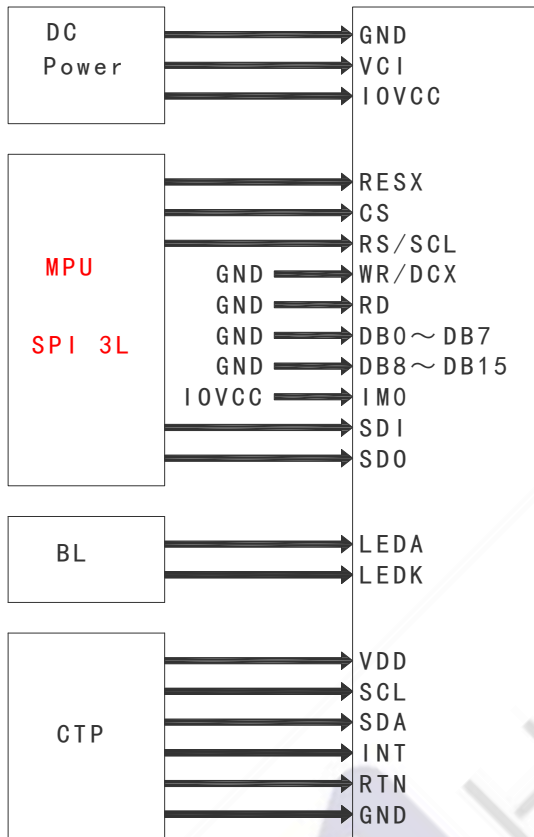 DC
Power
GND
VCI
IOVCC
MPU
SPI 3L
RESX
CS
RS/SCL
GND WR/DCX
GND RD
GND DB0～DB7
GND DB8～DB15
IOVCC IM0
SDI
SDO
BL
LEDA
LEDK
CTP
VDD
SCL
SDA
INT
RTN
GND